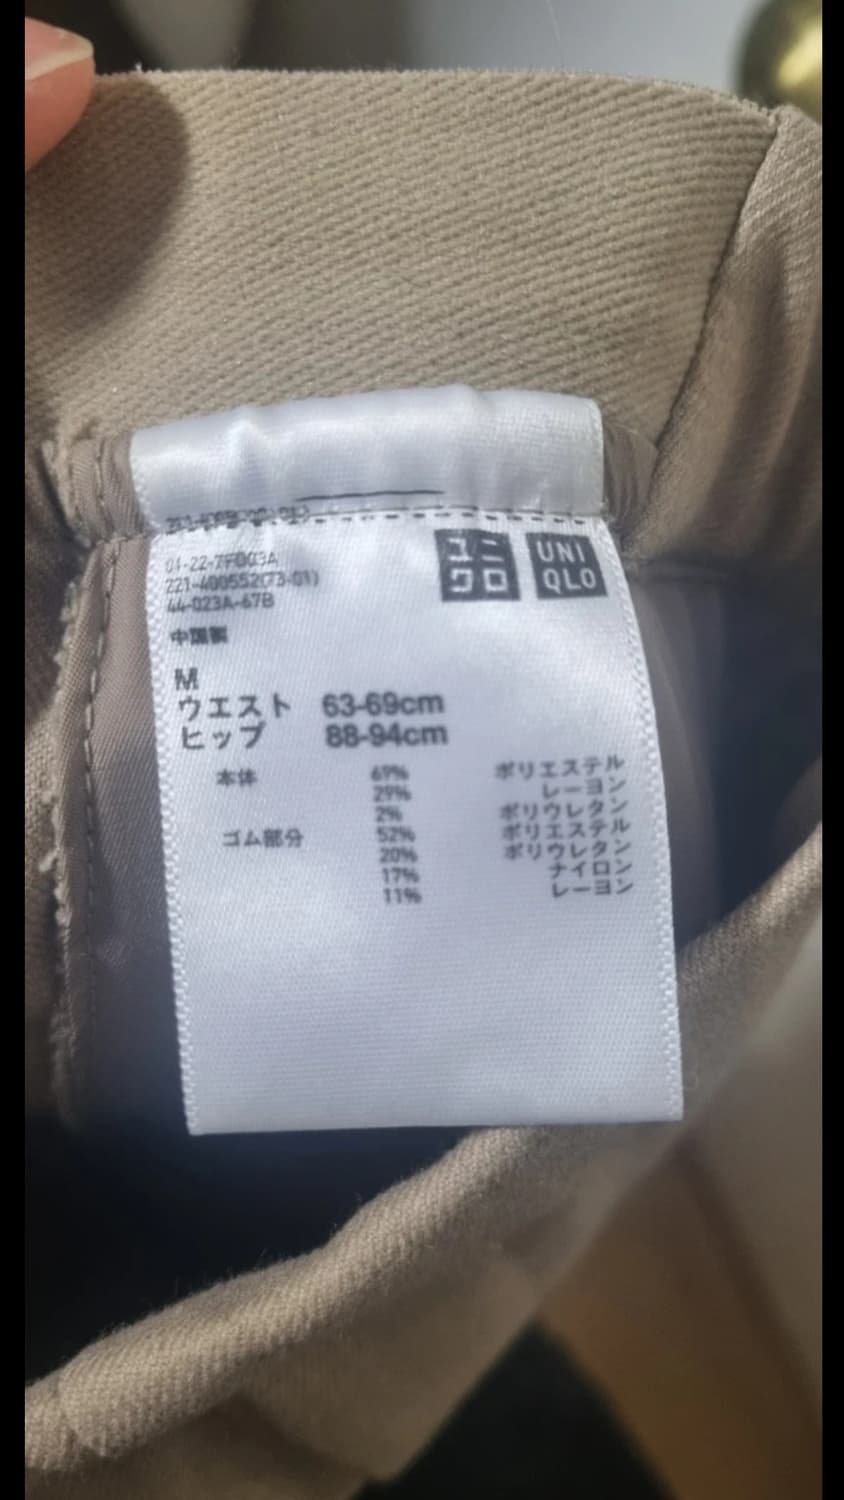 ユニ
クロ
UNI
QLO
01-22-7F003A
221-400552(73-01)
44-023A-67B
中国製
M
ウエスト 63-69cm
ヒップ 88-94cm
本体 69% ポリエステル
29% レーヨン
2% ポリウレタン
ゴム部分 52% ポリエステル
20% ポリウレタン
17% ナイロン
11% レーヨン